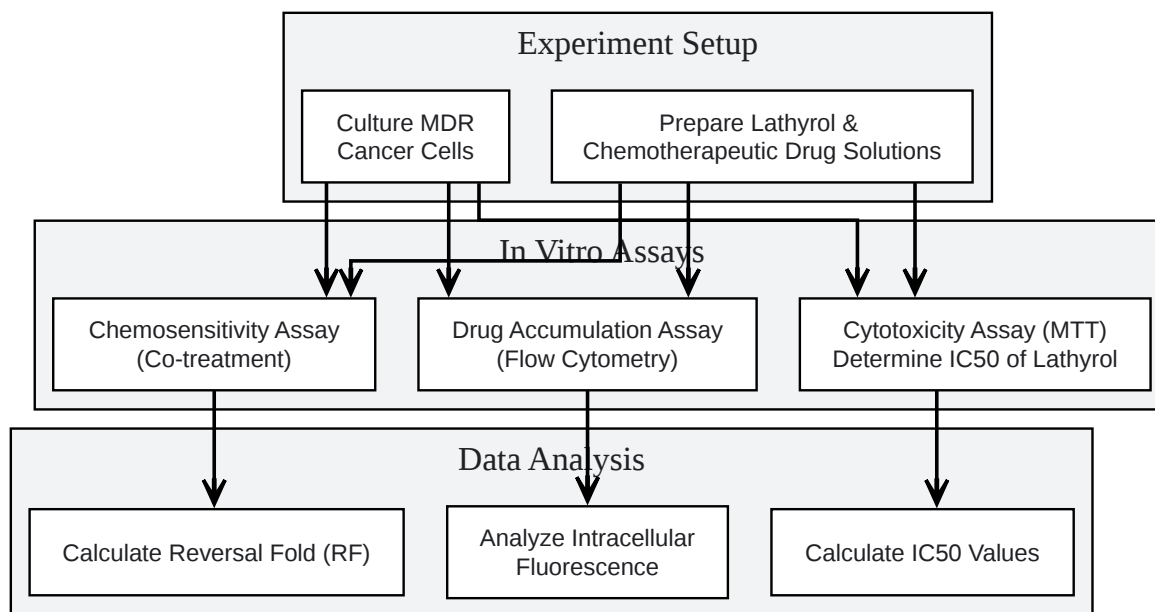 Experiment Setup
Culture MDR
Cancer Cells
Prepare Lathyrol &
Chemotherapeutic Drug Solutions
In Vitro Assays
Chemosensitivity Assay
(Co-treatment)
Drug Accumulation Assay
(Flow Cytometry)
Cytotoxicity Assay (MTT)
Determine IC50 of Lathyrol
Data Analysis
Calculate Reversal Fold (RF)
Analyze Intracellular
Fluorescence
Calculate IC50 Values